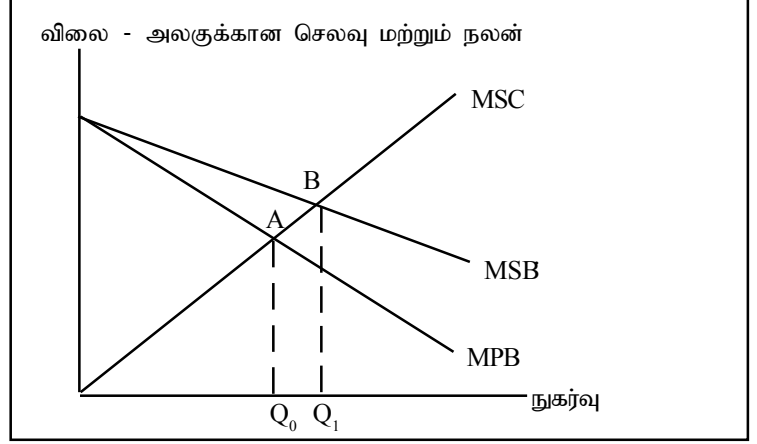 விலை - அலகுக்கான செலவு மற்றும் நலன்
MSC
B
A
MSB
MPB
நுகர்வு
Q₀ Q₁